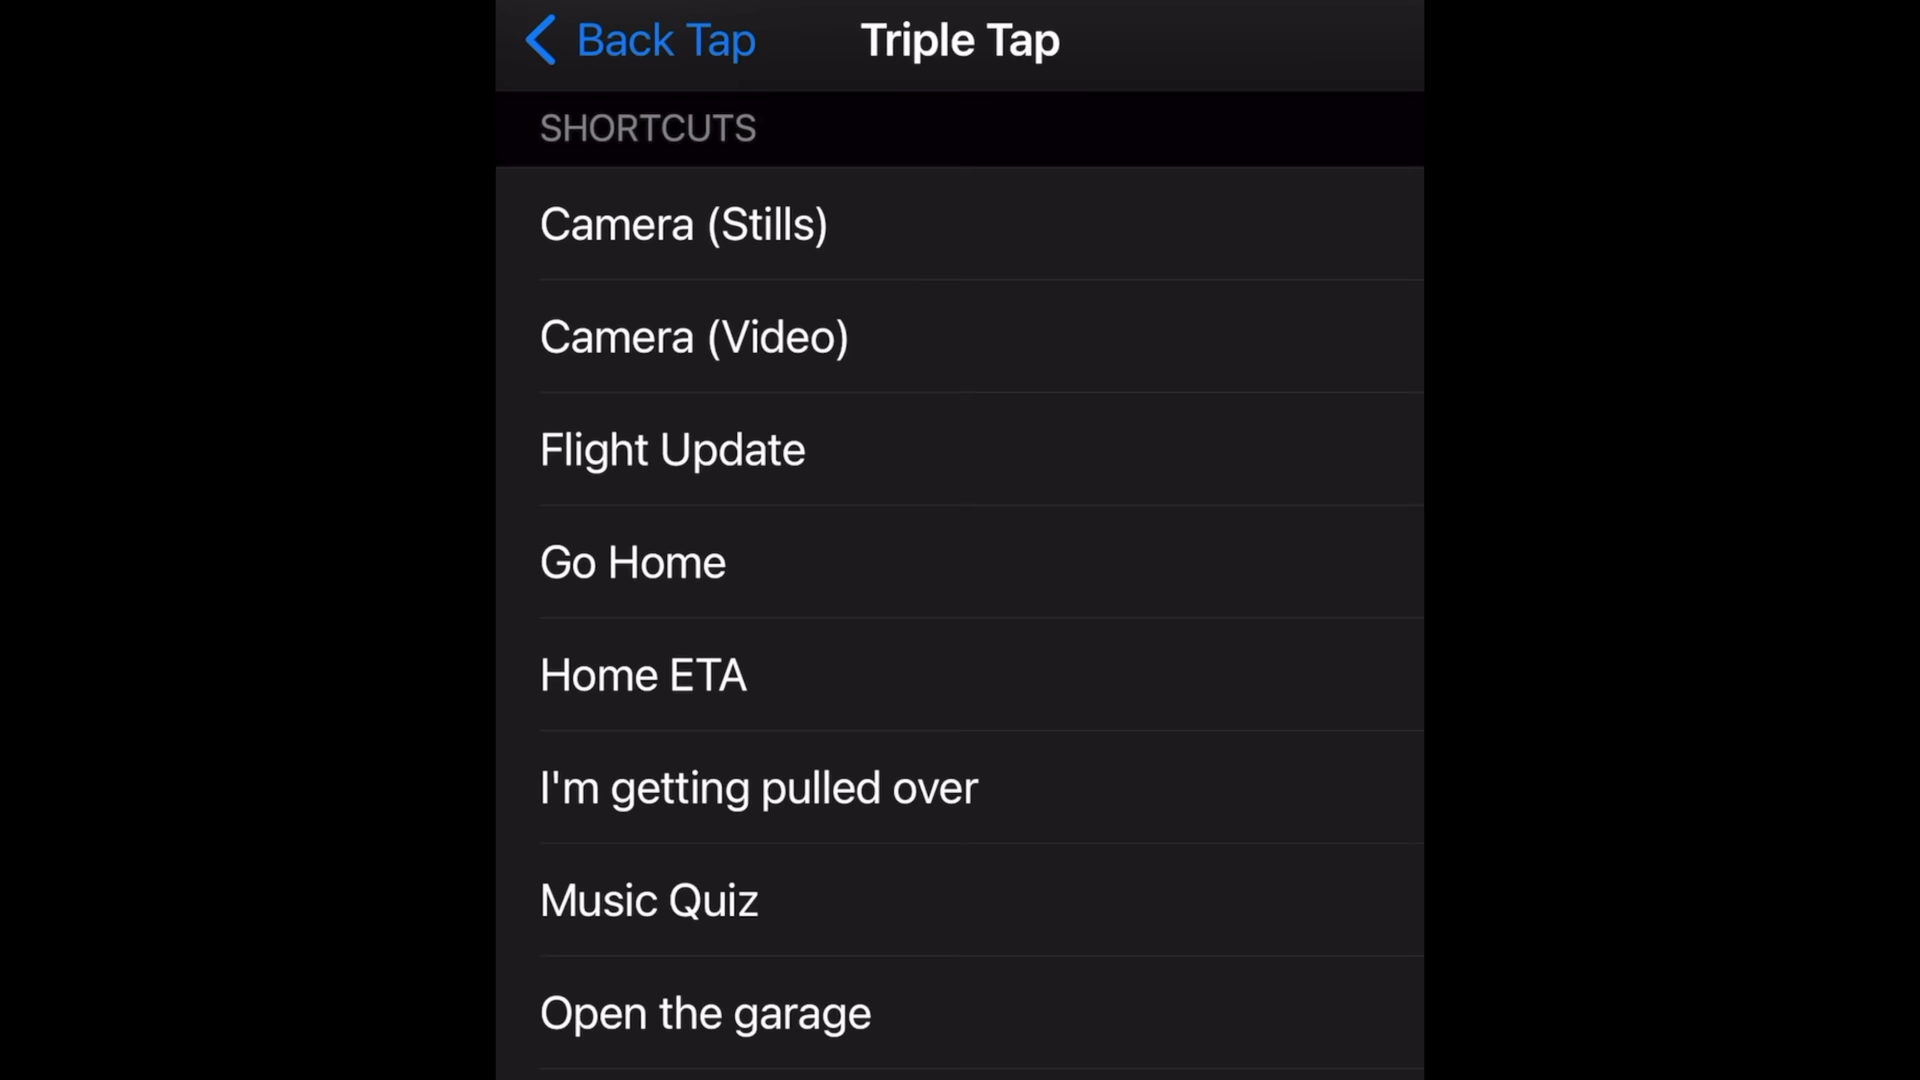 Back Tap
Triple Tap
SHORTCUTS
Camera (Stills)
Camera (Video)
Flight Update
Go Home
Home ETA
I'm getting pulled over
Music Quiz
Open the garage